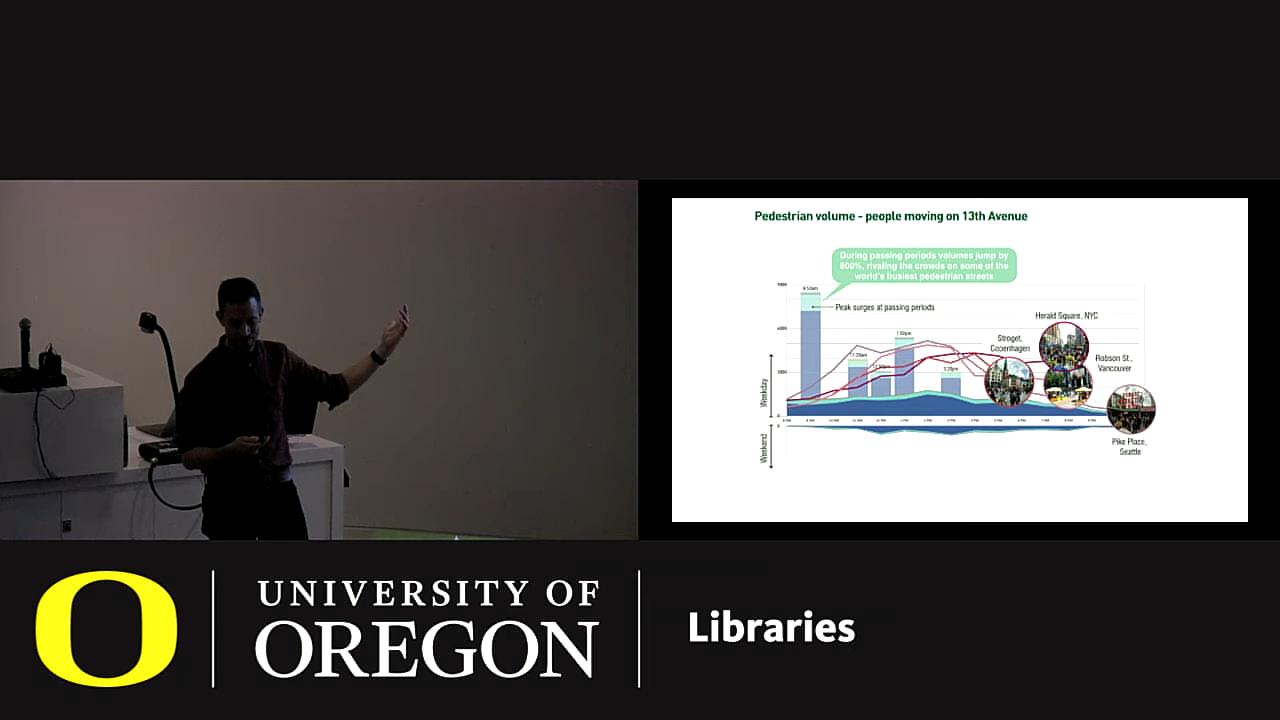 Pedestrian volume - people moving on 13th Avenue
During passing periods volumes jump by
800%, rivaling the crowds on some of the
world's busiest pedestrian streets
Peak surges at passing periods
Herald Square, NYC
Stroget,
Copenhagen
Robson St.,
Vancouver
Pike Place,
Seattle
Weekday
Weekend
UNIVERSITY OF
OREGON
Libraries